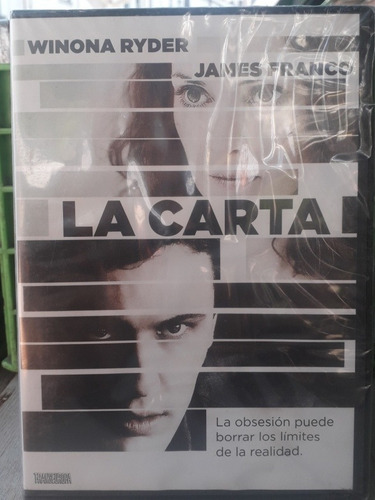 WINONA RYDER
JAMES FRANCO
LA CARTA
La obsesión puede
borrar los límites
de la realidad.